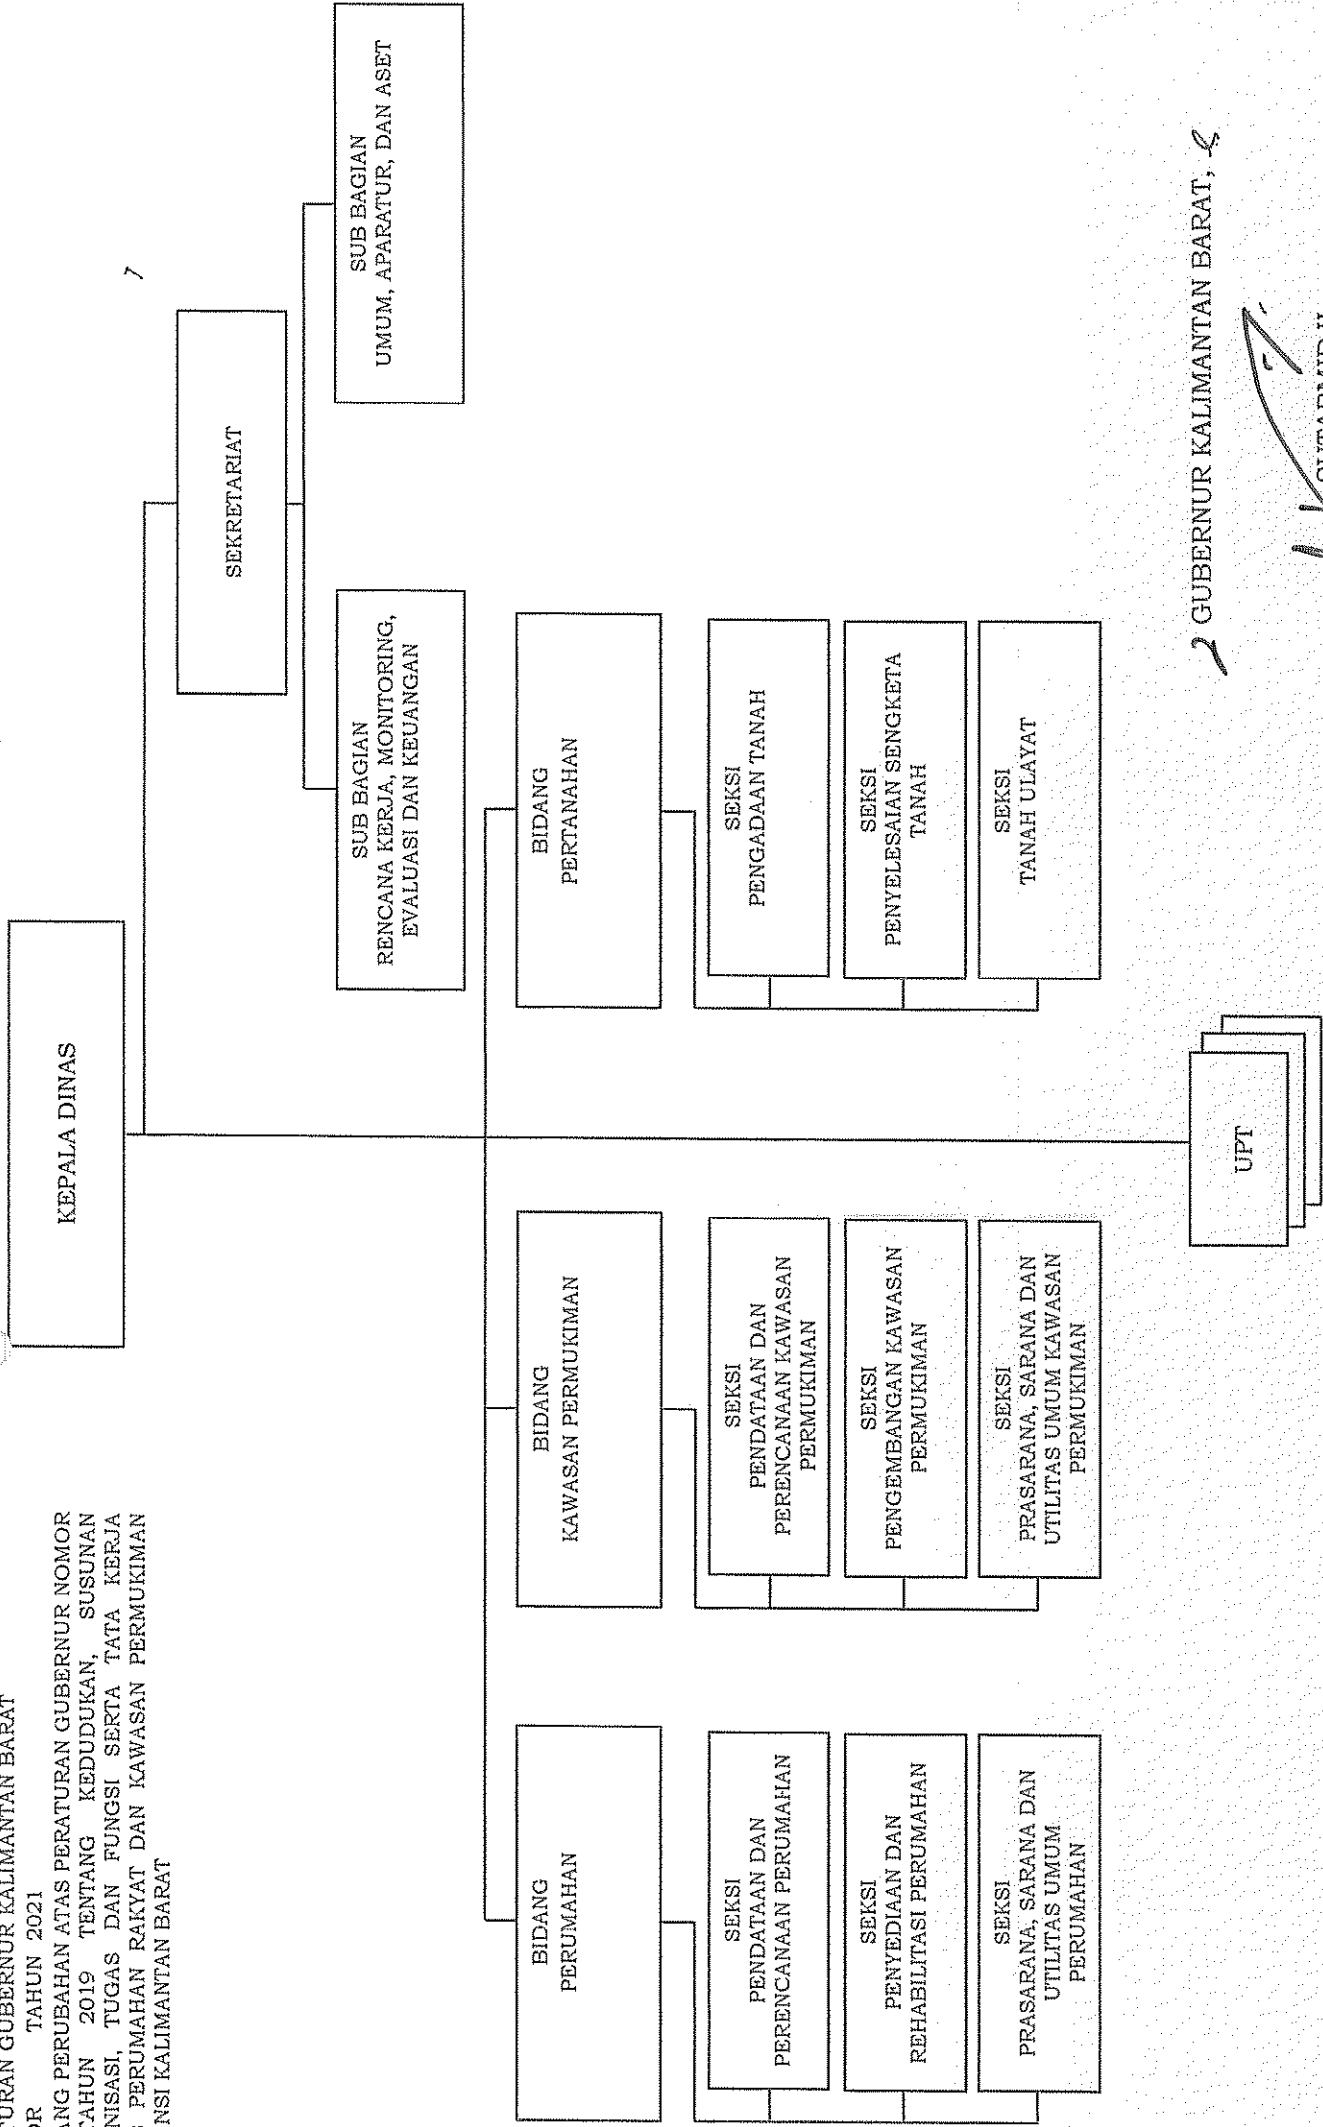 TURAN GUBERNUR KALIMANTAN BARAT
TAHUN 2021
PERUBAHAN ATAS PERATURAN GUBERNUR NOMOR
TAHUN 2019 TENTANG KEDUDUKAN, SUSUNAN
NISASI, TUGAS DAN FUNGSI SERTA TATA KERJA
PERUMAHAN RAKYAT DAN KAWASAN PERMUKIMAN
NSI KALIMANTAN BARAT
KEPALA DINAS
SEKRETARIAT
SUB BAGIAN
RENCANA KERJA, MONITORING,
EVALUASI DAN KEUANGAN
SUB BAGIAN
UMUM, APARATUR, DAN ASET
BIDANG
PERUMAHAN
SEKSI
PENDATAAN DAN
PERENCANAAN PERUMAHAN
SEKSI
PENYEDIAAN DAN
REHABILITASI PERUMAHAN
SEKSI
PRASARANA, SARANA DAN
UTILITAS UMUM
PERUMAHAN
BIDANG
KAWASAN PERMUKIMAN
SEKSI
PENDATAAN DAN
PERENCANAAN KAWASAN
PERMUKIMAN
SEKSI
PENGEMBANGAN KAWASAN
PERMUKIMAN
SEKSI
PRASARANA, SARANA DAN
UTILITAS UMUM KAWASAN
PERMUKIMAN
BIDANG
PERTANAHAN
SEKSI
PENGADAAN TANAH
SEKSI
PENYELESAIAN SENGKETA
TANAH
SEKSI
TANAH ULAYAT
UPT
GUBERNUR KALIMANTAN BARAT,